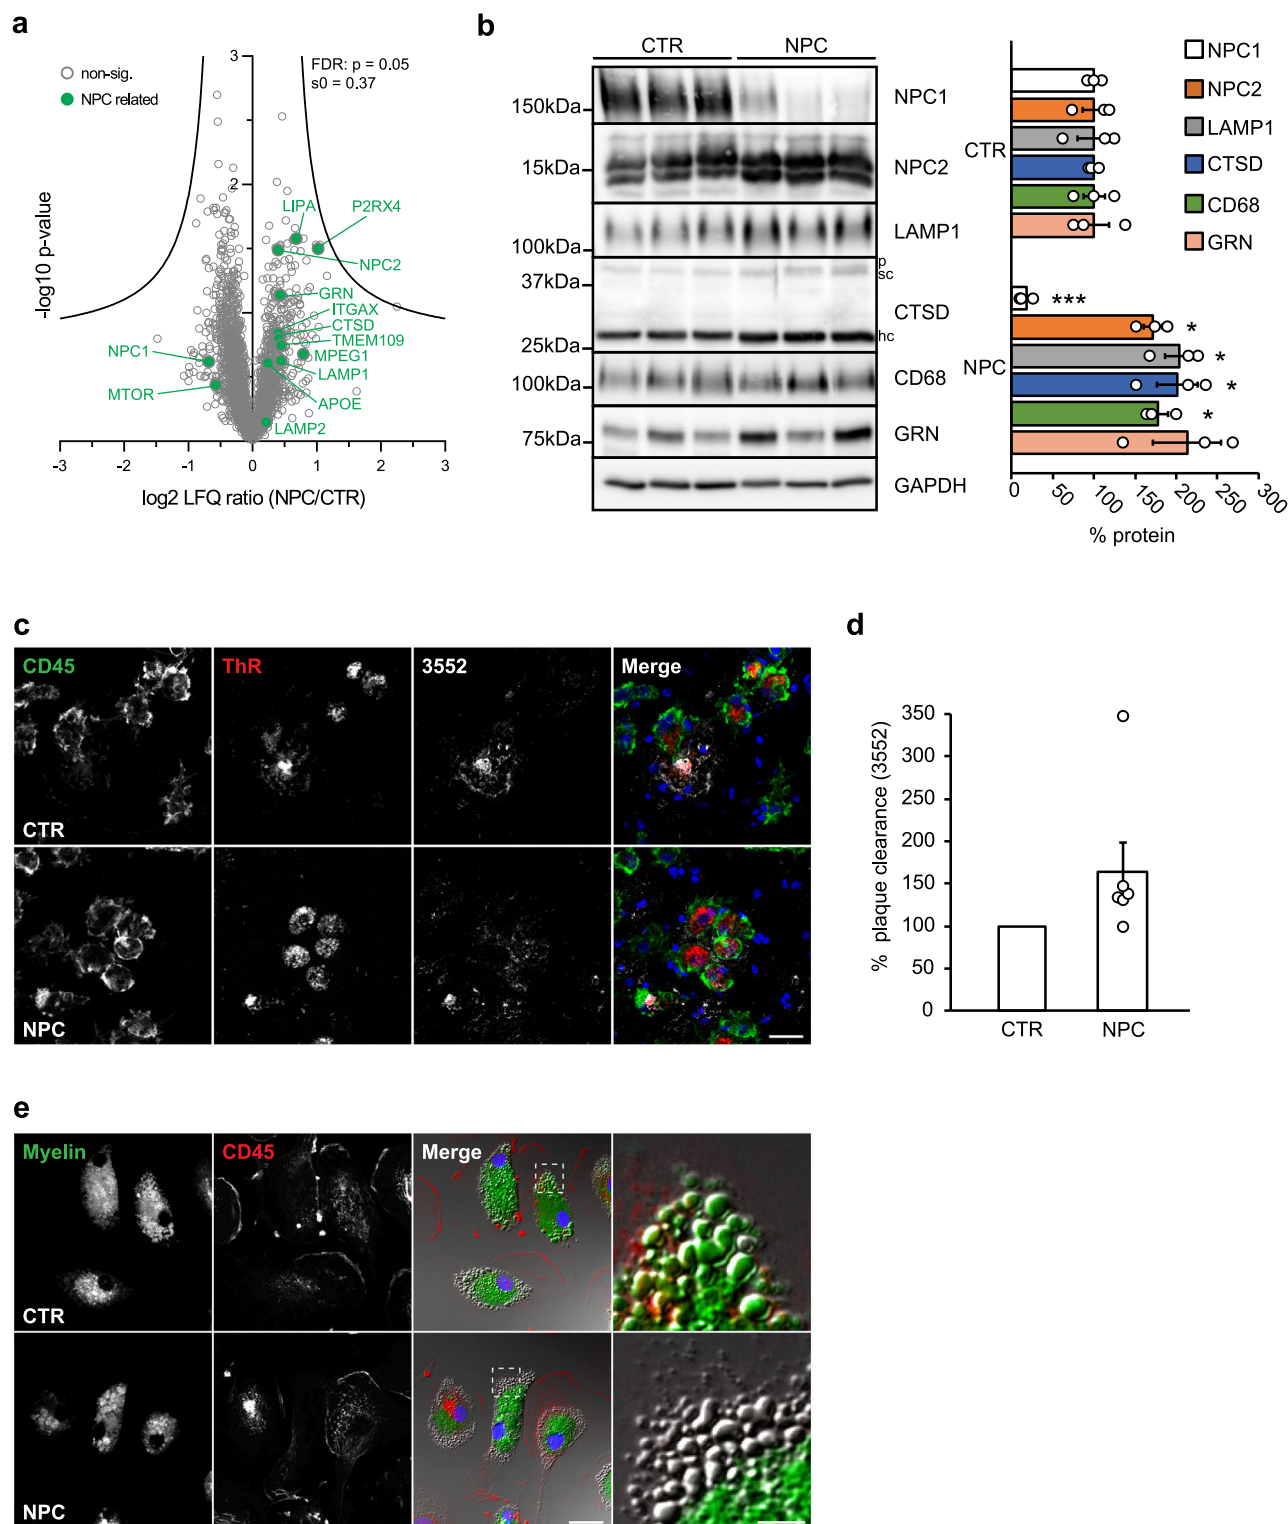 a
non-sig.
NPC related
FDR: p = 0.05
s0 = 0.37
3
2
1
-log10 p-value
LIPA
P2RX4
NPC2
GRN
ITGAX
CTSD
TMEM109
MPEG1
LAMP1
APOE
LAMP2
NPC1
MTOR
-3 -2 -1 0 1 2 3
log2 LFQ ratio (NPC/CTR)
b
CTR NPC
150kDa NPC1
15kDa NPC2
100kDa LAMP1
p
sc
37kDa
CTSD
hc
25kDa
100kDa CD68
75kDa GRN
GAPDH
CTR
NPC
***
*
*
*
*
0 50 100 150 200 250 300
% protein
NPC1
NPC2
LAMP1
CTSD
CD68
GRN
c
CD45 ThR 3552 Merge
CTR
NPC
d
% plaque clearance (3552)
350
300
250
200
150
100
50
0
CTR NPC
e
Myelin CD45 Merge
CTR
NPC